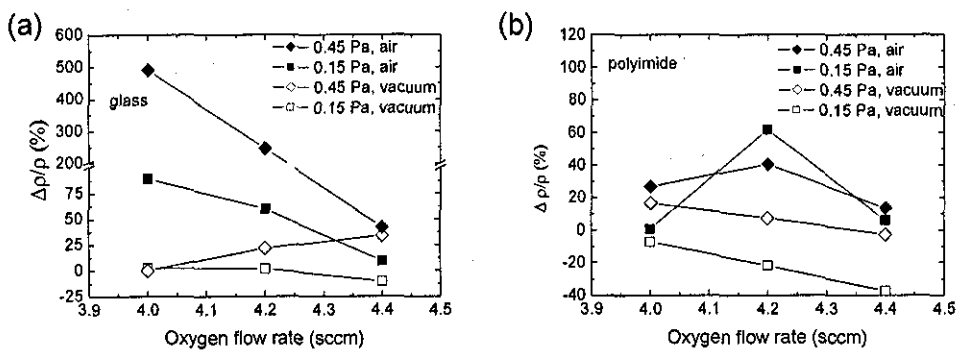 (a)
600
500
400
300
200
75
50
25
0
-25
Δρ/ρ (%)
glass
0.45 Pa, air
0.15 Pa, air
0.45 Pa, vacuum
0.15 Pa, vacuum
3.9 4.0 4.1 4.2 4.3 4.4 4.5
Oxygen flow rate (sccm)
(b)
120
100
80
60
40
20
0
-20
-40
Δρ/ρ (%)
polyimide
0.45 Pa, air
0.15 Pa, air
0.45 Pa, vacuum
0.15 Pa, vacuum
3.9 4.0 4.1 4.2 4.3 4.4 4.5
Oxygen flow rate (sccm)